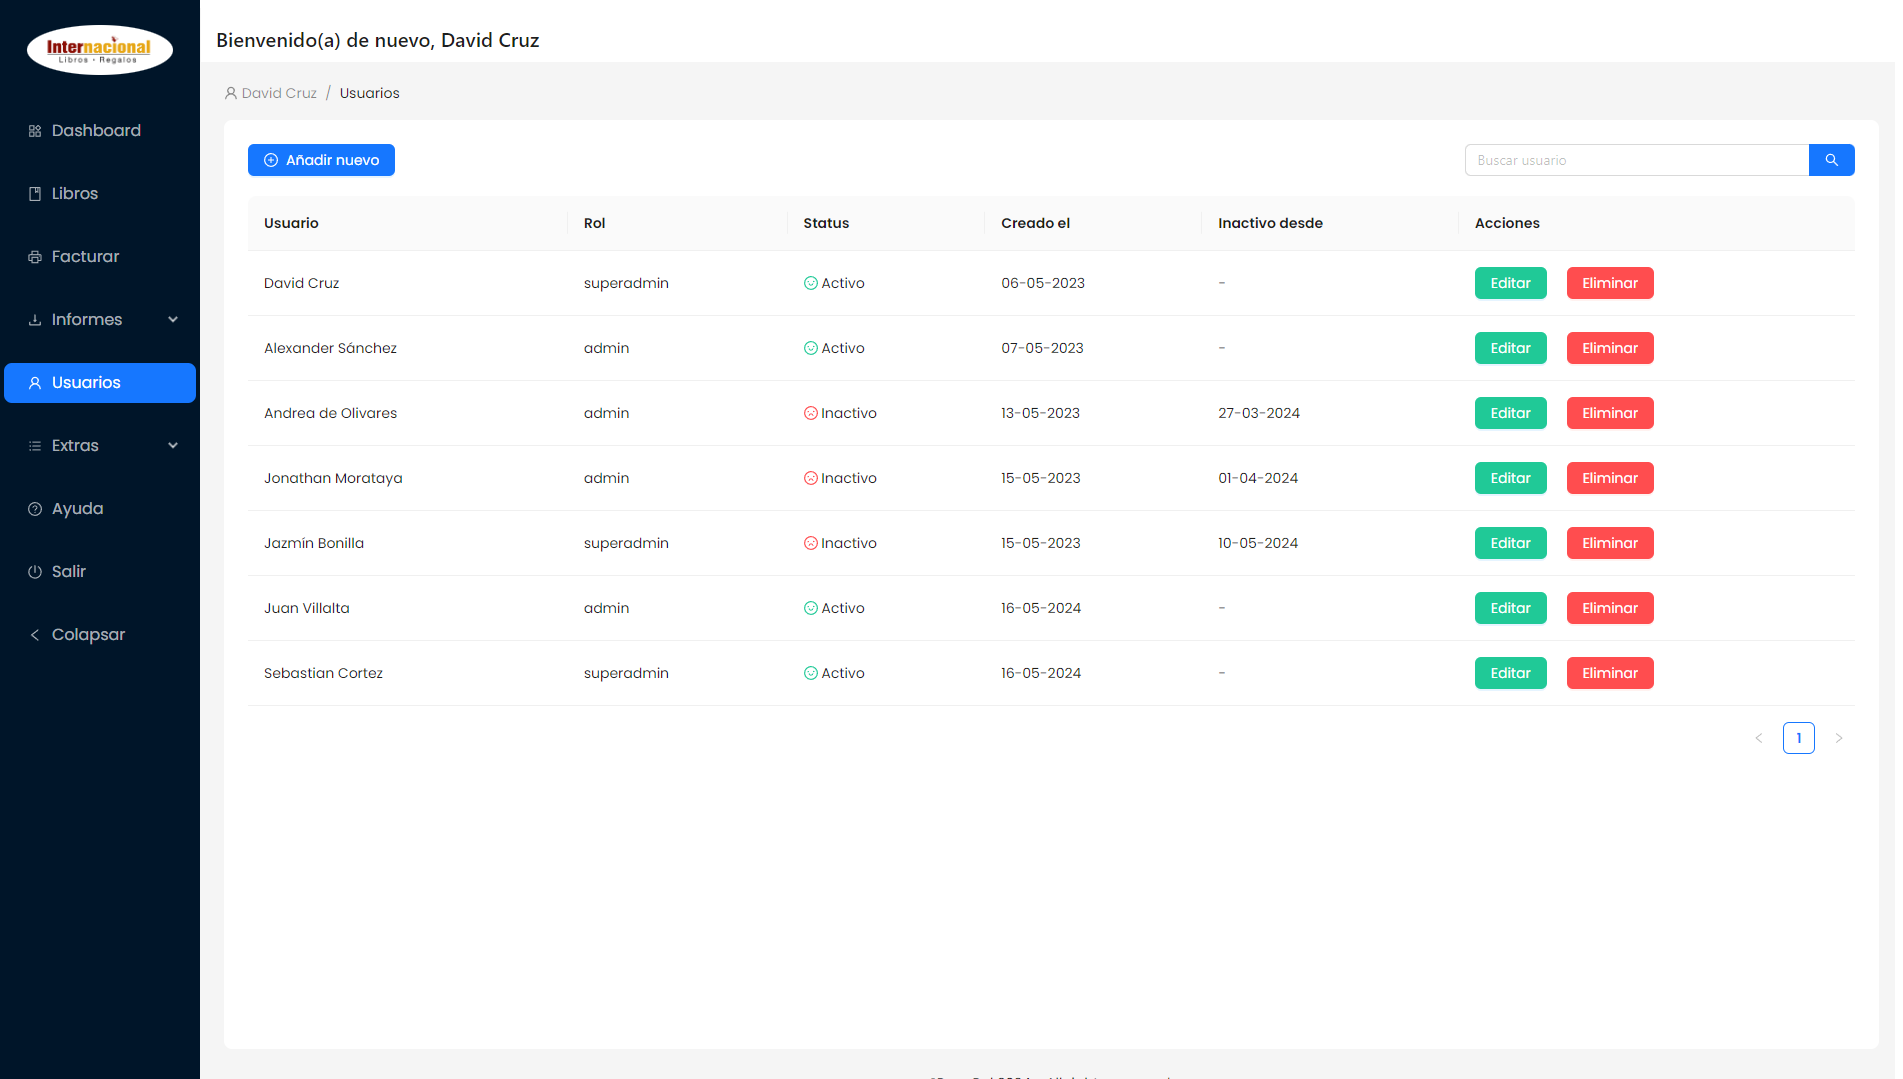 Internacional
Libros • Regalos
Bienvenido(a) de nuevo, David Cruz
David Cruz / Usuarios
Dashboard
Libros
Facturar
Informes
Usuarios
Extras
Ayuda
Salir
Colapsar
Añadir nuevo
Buscar usuario
Usuario Rol Status Creado el Inactivo desde Acciones
David Cruz superadmin Activo 06-05-2023 - Editar Eliminar
Alexander Sánchez admin Activo 07-05-2023 - Editar Eliminar
Andrea de Olivares admin Inactivo 13-05-2023 27-03-2024 Editar Eliminar
Jonathan Morataya admin Inactivo 15-05-2023 01-04-2024 Editar Eliminar
Jazmín Bonilla superadmin Inactivo 15-05-2023 10-05-2024 Editar Eliminar
Juan Villalta admin Activo 16-05-2024 - Editar Eliminar
Sebastian Cortez superadmin Activo 16-05-2024 - Editar Eliminar
< 1 >